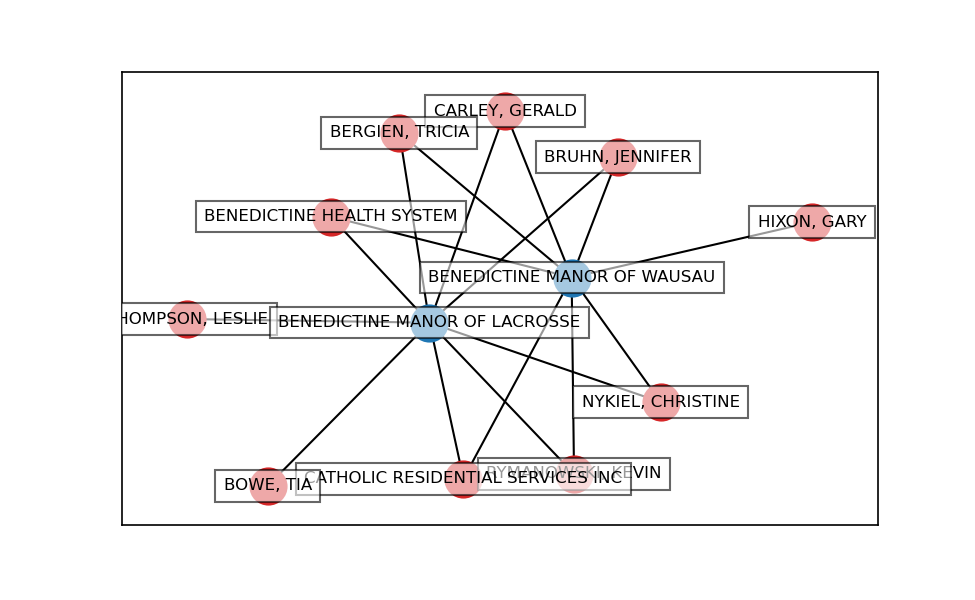 CARLEY, GERALD
BERGIEN, TRICIA
BRUHN, JENNIFER
BENEDICTINE HEALTH SYSTEM
HIXON, GARY
BENEDICTINE MANOR OF WAUSAU
HOMPSON, LESLIE
BENEDICTINE MANOR OF LACROSSE
NYKIEL, CHRISTINE
RYMANOWSKI, KEVIN
CATHOLIC RESIDENTIAL SERVICES INC
BOWE, TIA